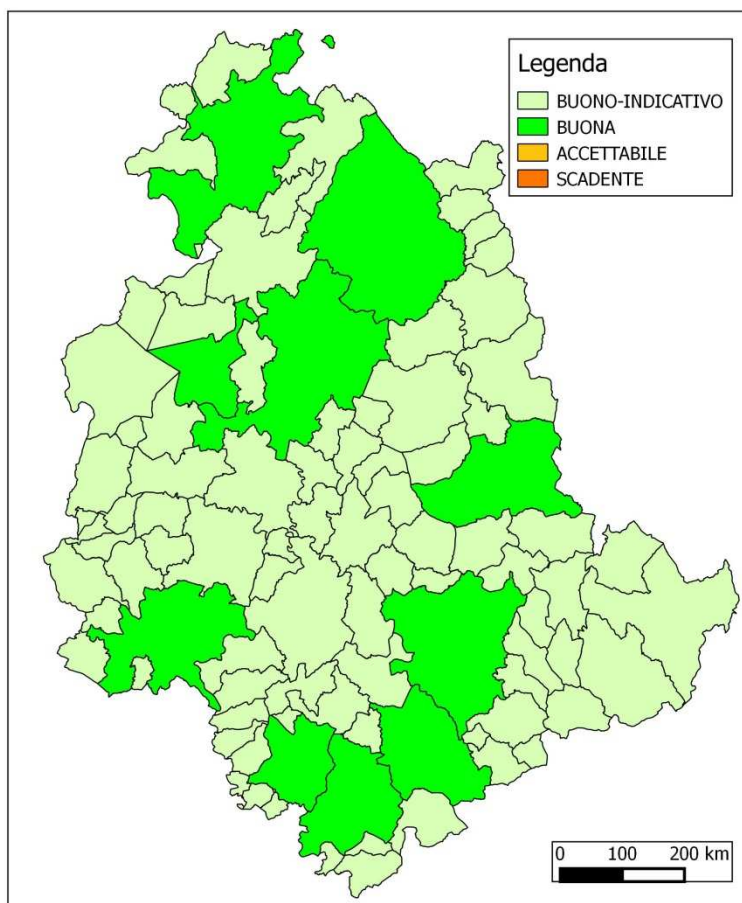 Legenda
BUONO-INDICATIVO
BUONA
ACCETTABILE
SCADENTE
0 100 200 km